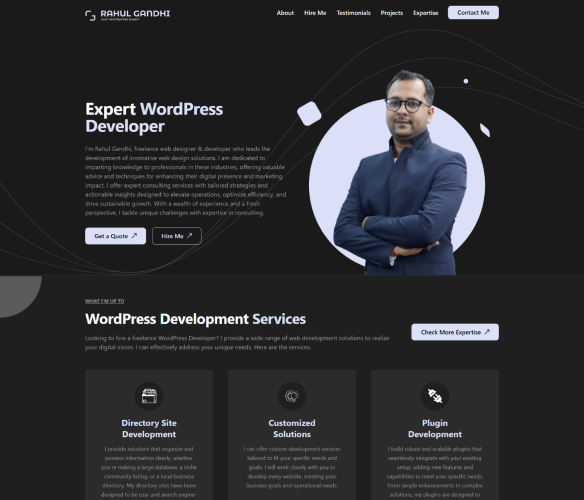 RAHUL GANDHI
About Hire Me Testimonials Projects Expertise Contact Me
Expert WordPress
Developer
I'm Rahul Gandhi, freelance web designer & developer who leads the
development of innovative web design solutions. I am dedicated to
imparting knowledge to professionals in these industries, offering valuable
advice and techniques for enhancing their digital presence and marketing
impact. I offer expert consulting services with tailored strategies and
actionable insights designed to elevate operations, optimize efficiency, and
drive sustainable growth. With a wealth of experience and a fresh
perspective, I tackle unique challenges with expertise in consulting.
Get a Quote
Hire Me
WHAT I'M UP TO
WordPress Development Services
Looking to hire a freelance WordPress Developer? I provide a wide range of web development solutions to realize
your digital vision. I can effectively address your unique needs. Here are the services.
Check More Expertise
Directory Site
Development
I provide solutions that organize and
possess information clearly, whether
you're making a large database, a niche
community listing, or a local business
directory. My directory sites have been
designed to be user and search engine
Customized
Solutions
I can offer custom development services
tailored to fit your specific needs and
goals. I will work closely with you to
develop every website, meeting your
business goals and operational needs.
Plugin
Development
I build robust and scalable plugins that
seamlessly integrate with your existing
setup, adding new features and
capabilities to meet your specific needs.
From simple enhancements to complex
solutions, my plugins are designed to